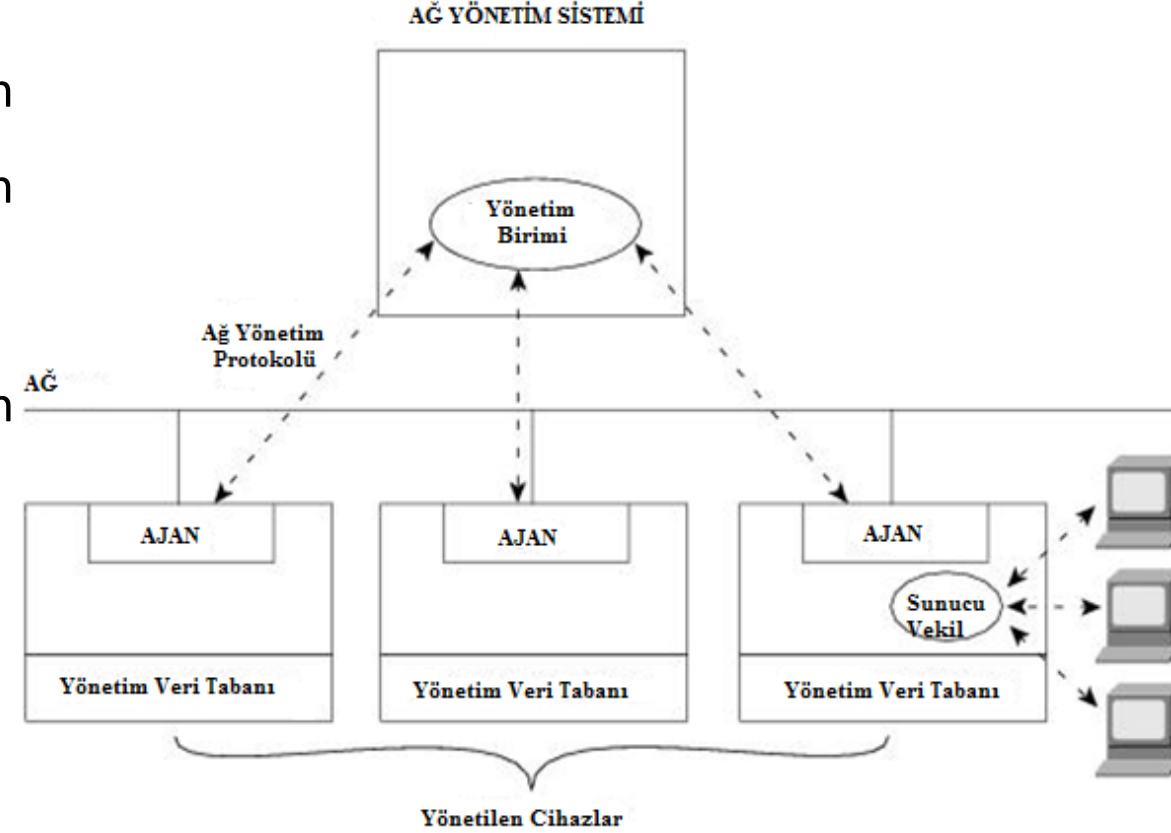 AĞ YÖNETİM SİSTEMİ
n
n
Yönetim
Birimi
Ağ Yönetim
Protokolü
AĞ
n
AJAN
AJAN
AJAN
Sunucu
Vekil
Yönetim Veri Tabanı
Yönetim Veri Tabanı
Yönetim Veri Tabanı
Yönetilen Cihazlar